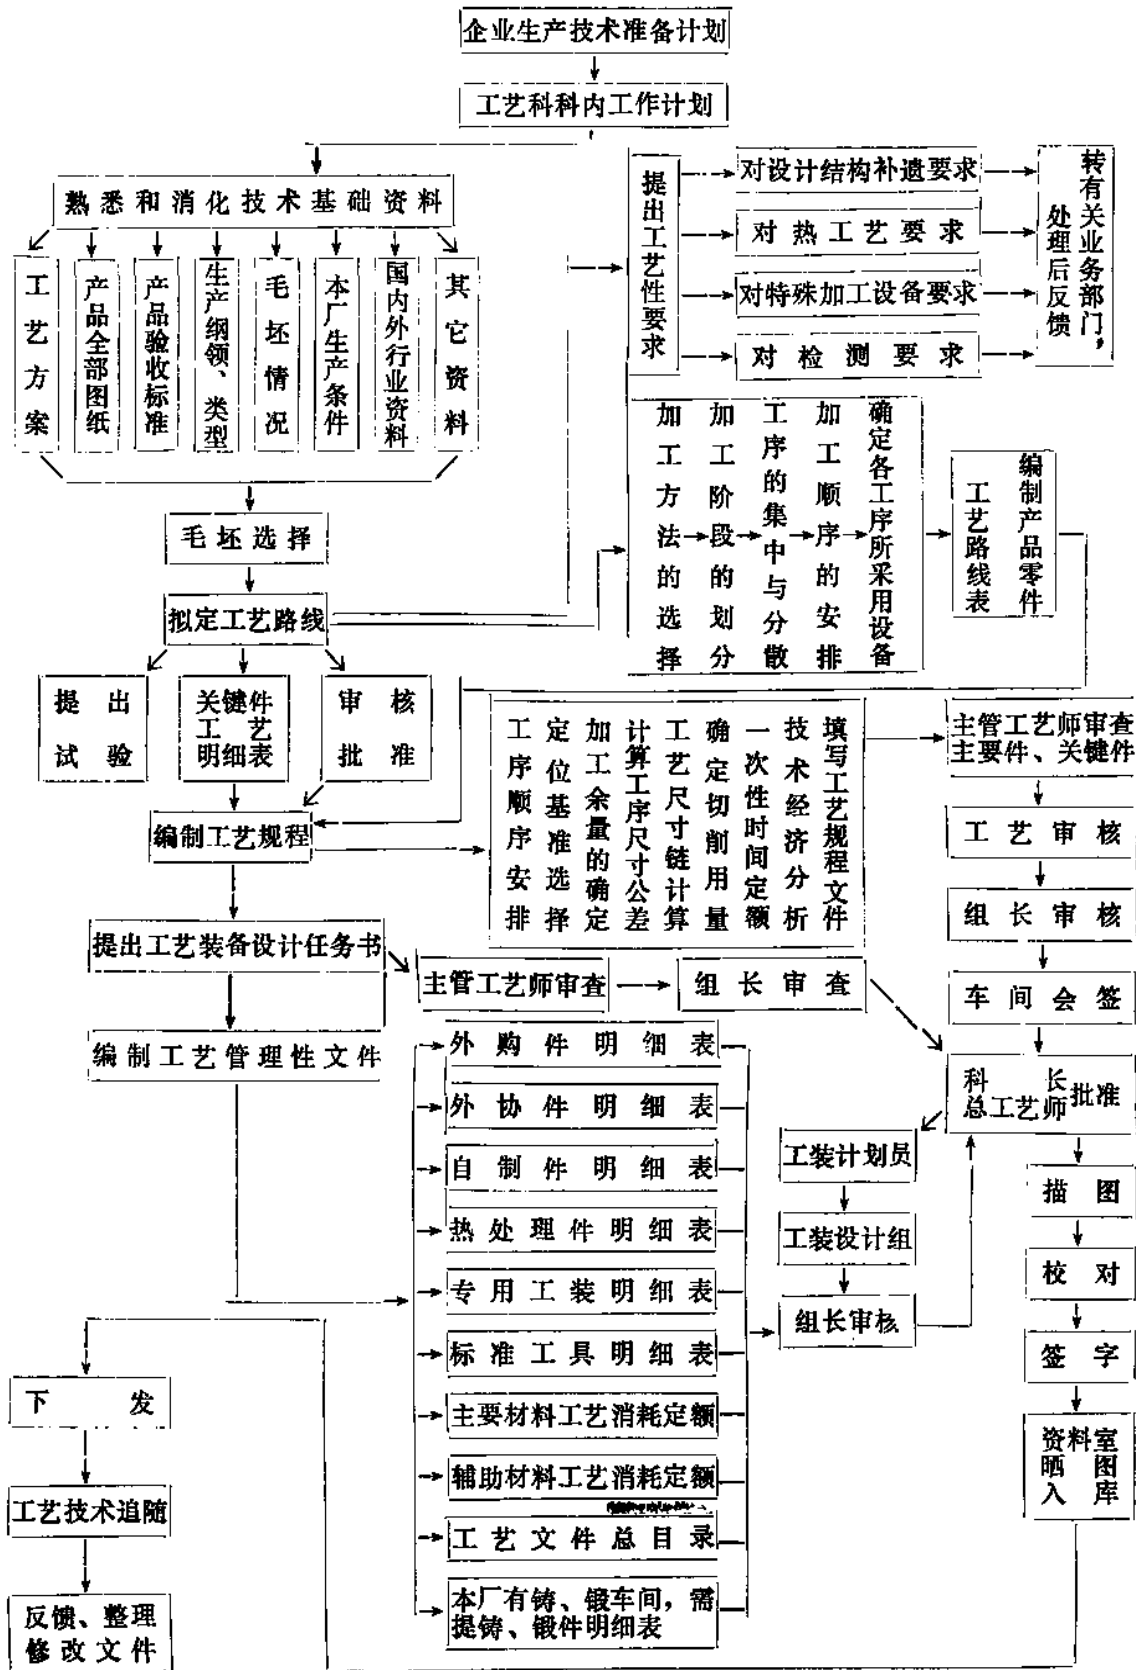 企业生产技术准备计划
工艺科科内工作计划
熟悉和消化技术基础资料
工艺方案
产品全部图纸
产品验收标准
生产纲领、类型
毛坯情况
本厂生产条件
国内外行业资料
其它资料
提出工艺性要求
对设计结构补遗要求
对热工艺要求
对特殊加工设备要求
对检测要求
转有关业务部门，
处理后反馈
毛坯选择
拟定工艺路线
加工方法的选择
加工阶段的划分
工序的集中与分散
加工顺序的安排
确定各工序所采用设备
编制产品零件
工艺路线表
提出
试验
关键件
工艺
明细表
审核
批准
编制工艺规程
工序顺序安排
定位基准选择
加工余量的确定
计算工序尺寸公差
工艺尺寸链计算
确定切削用量
一次性时间定额
技术经济分析
填写工艺规程文件
主管工艺师审查
主要件、关键件
工艺审核
组长审核
车间会签
科长
总工艺师批准
提出工艺装备设计任务书
主管工艺师审查
组长审查
编制工艺管理性文件
外购件明细表
外协件明细表
自制件明细表
热处理件明细表
专用工装明细表
标准工具明细表
主要材料工艺消耗定额
辅助材料工艺消耗定额
工艺文件总目录
本厂有铸、锻车间，需
提铸、锻件明细表
工装计划员
工装设计组
组长审核
描图
校对
签字
资料室
晒图
入库
下发
工艺技术追随
反馈、整理
修改文件